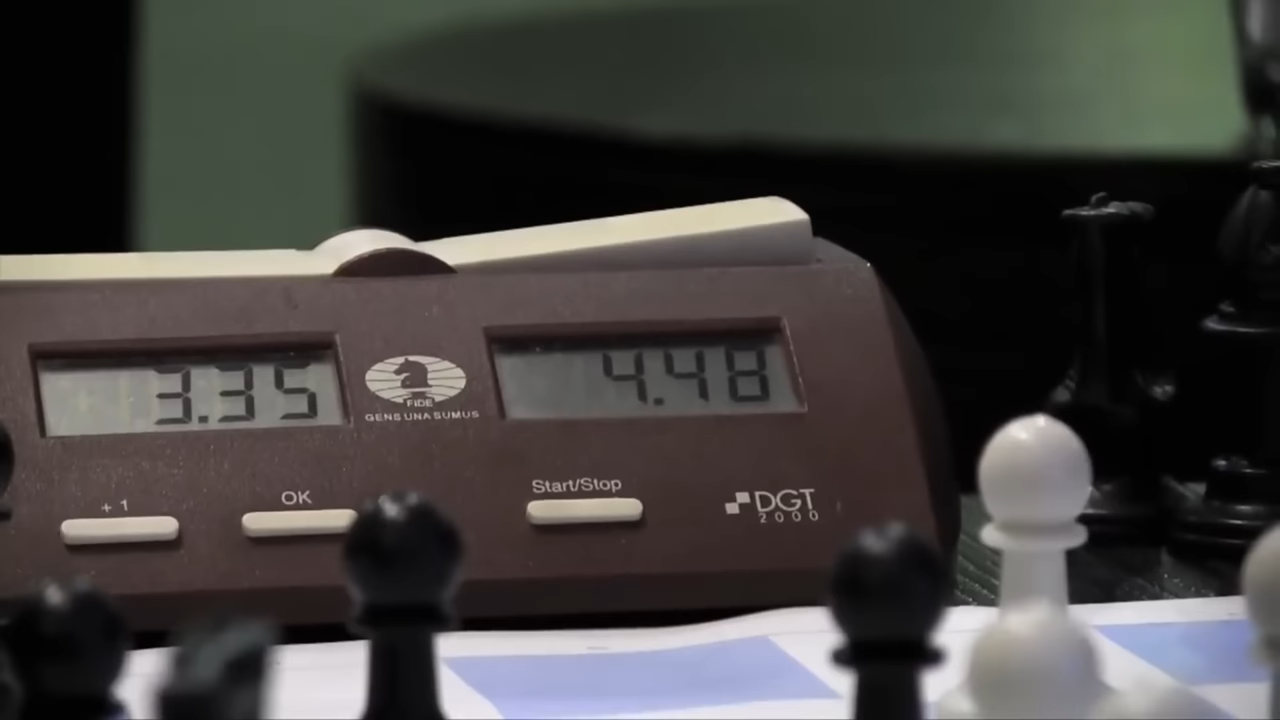 3.35
4.48
FIDE
GENS UNA SUMUS
+ 1
OK
Start/Stop
DGT
2000